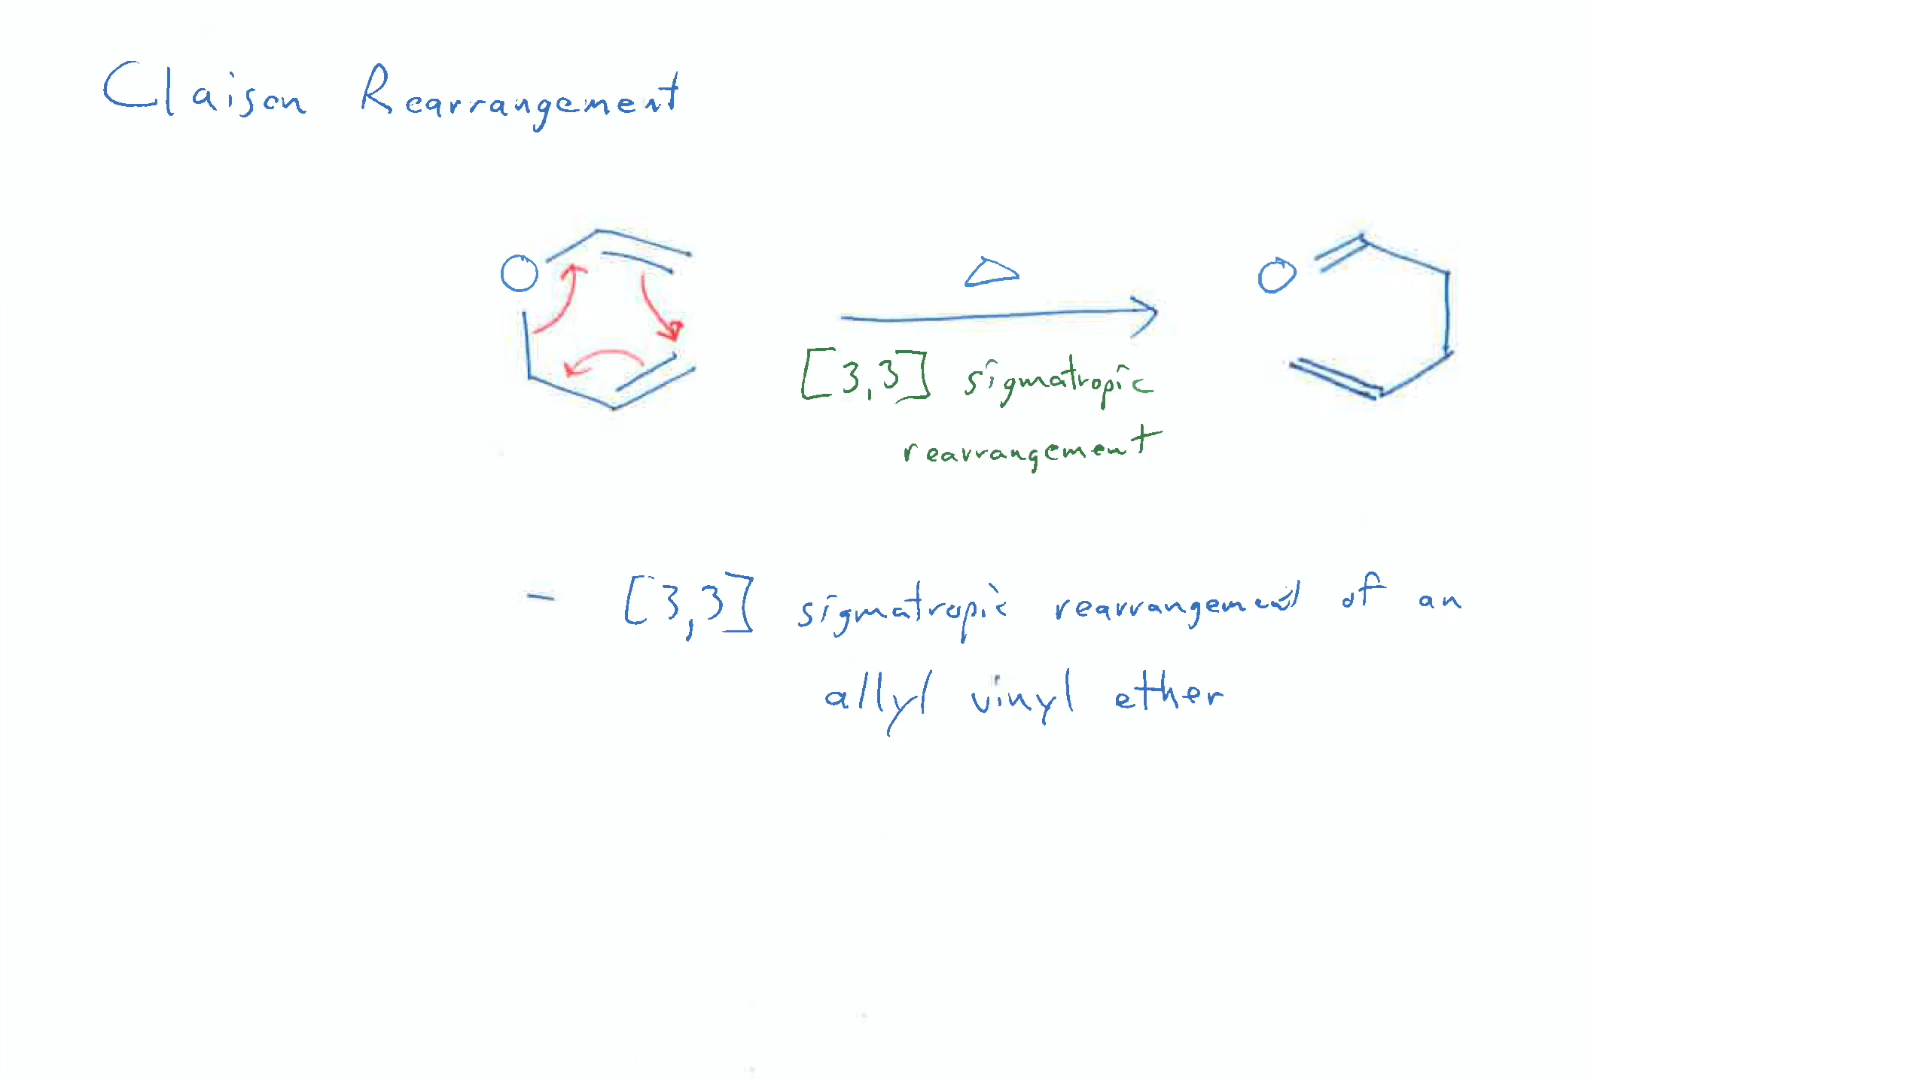 Claison Rearrangement
O
O
Δ
[3,3] sigmatropic
rearrangement
- [3,3] sigmatropic rearrangement of an
allyl vinyl ether